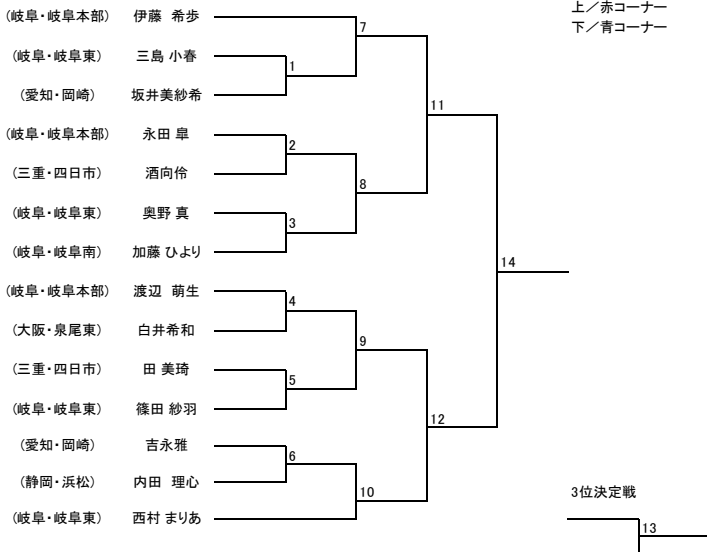 上／赤コーナー
下／青コーナー
(岐阜・岐阜本部) 伊藤 希歩
7
(岐阜・岐阜東) 三島 小春
1
(愛知・岡崎) 坂井美紗希
11
(岐阜・岐阜本部) 永田 皐
2
(三重・四日市) 酒向伶
8
(岐阜・岐阜東) 奥野 真
3
(岐阜・岐阜南) 加藤 ひより
14
(岐阜・岐阜本部) 渡辺 萌生
4
(大阪・泉尾東) 白井希和
9
(三重・四日市) 田 美琦
5
(岐阜・岐阜東) 篠田 紗羽
12
(愛知・岡崎) 吉永雅
6
(静岡・浜松) 内田 理心
10
3位決定戦
(岐阜・岐阜東) 西村 まりあ
13